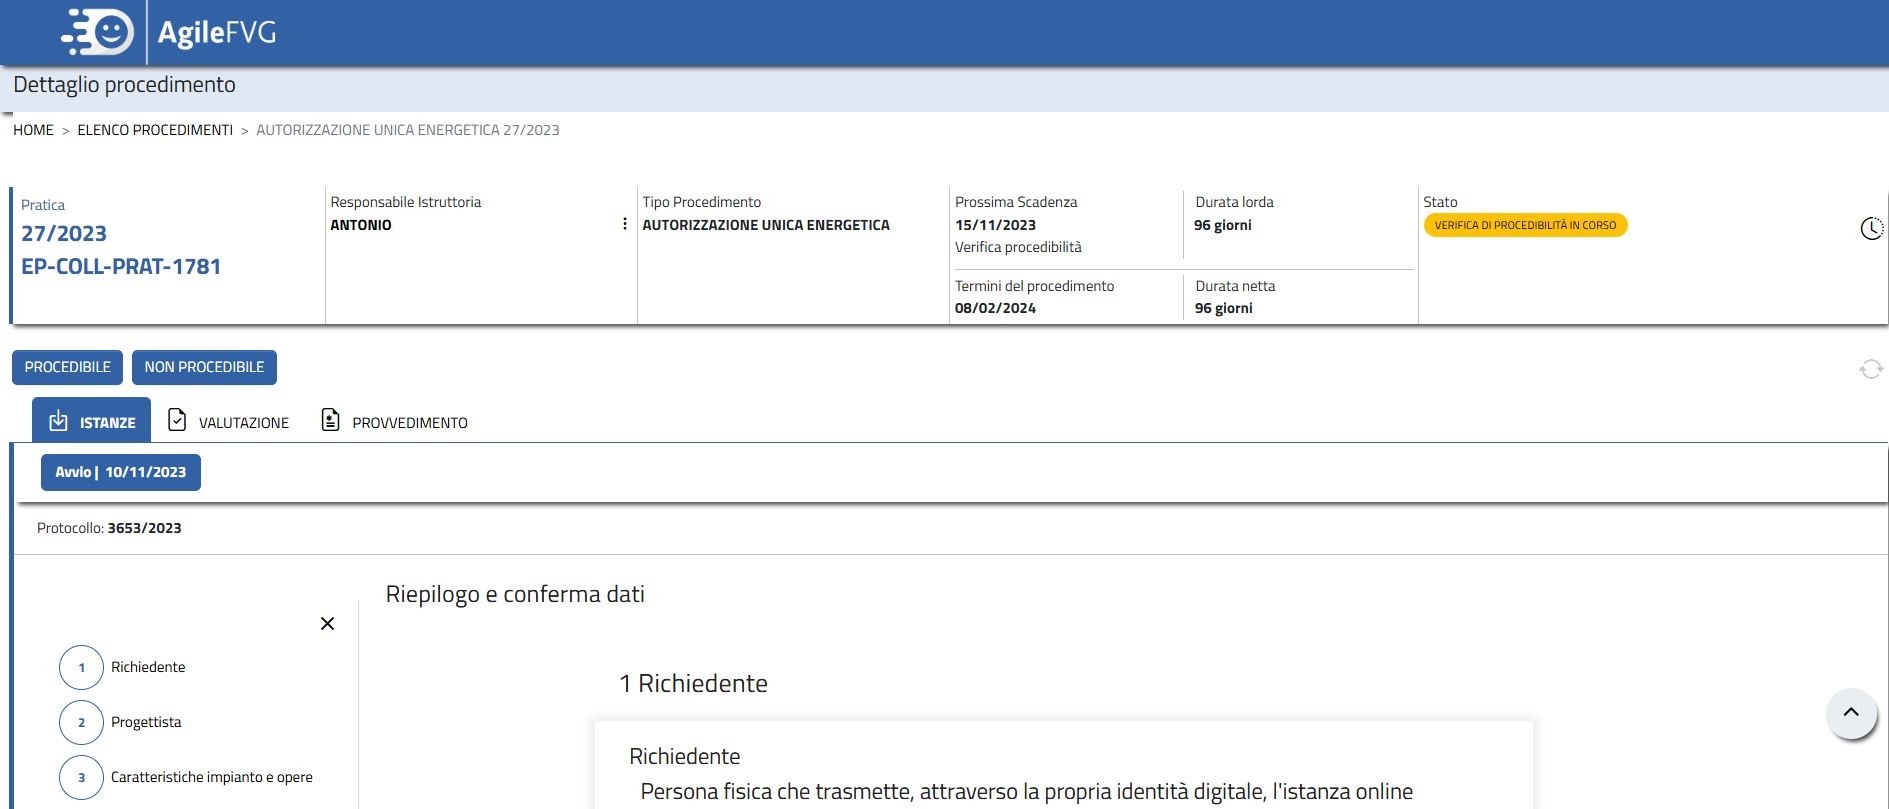 AgileFVG
Dettaglio procedimento
HOME > ELENCO PROCEDIMENTI > AUTORIZZAZIONE UNICA ENERGETICA 27/2023
Pratica
27/2023
EP-COLL-PRAT-1781
Responsabile Istruttoria
ANTONIO
Tipo Procedimento
AUTORIZZAZIONE UNICA ENERGETICA
Prossima Scadenza
15/11/2023
Verifica procedibilità
Durata lorda
96 giorni
Termini del procedimento
08/02/2024
Durata netta
96 giorni
Stato
VERIFICA DI PROCEDIBILITÀ IN CORSO
PROCEDIBILE NON PROCEDIBILE
ISTANZE VALUTAZIONE PROVVEDIMENTO
Avvio | 10/11/2023
Protocollo: 3653/2023
1 Richiedente
2 Progettista
3 Caratteristiche impianto e opere
Riepilogo e conferma dati
1 Richiedente
Richiedente
Persona fisica che trasmette, attraverso la propria identità digitale, l'istanza online